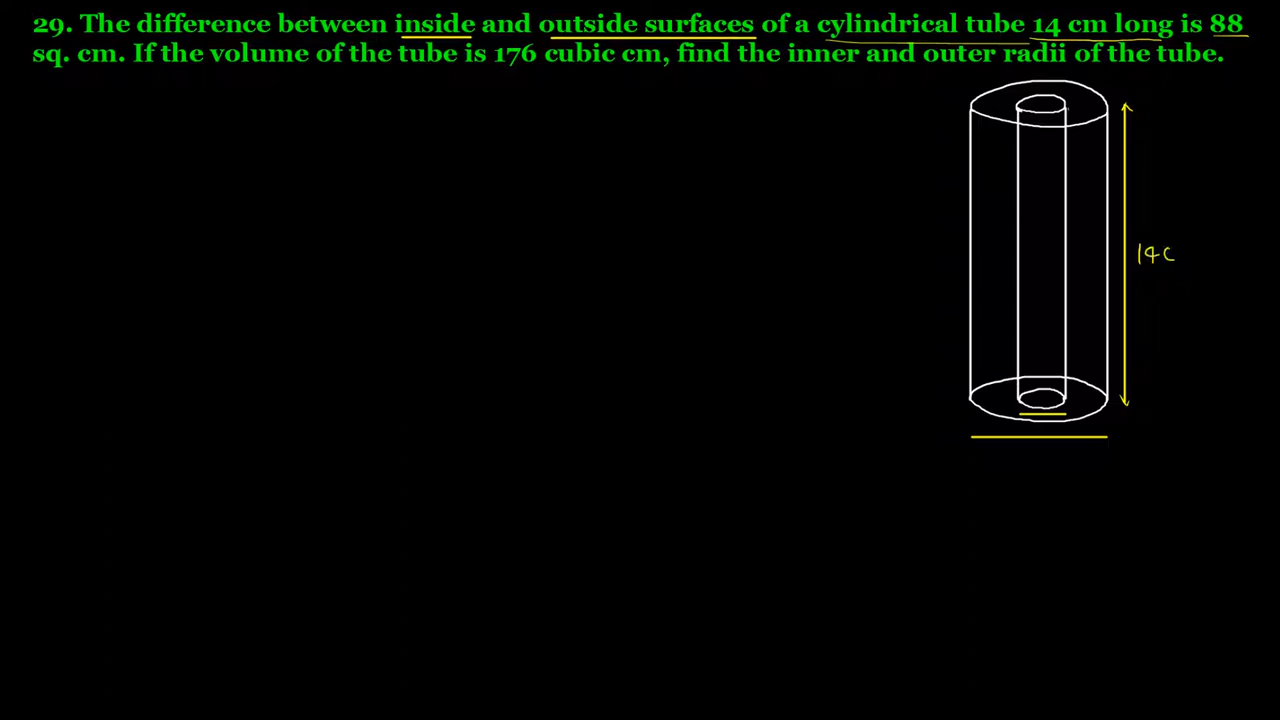 29. The difference between inside and outside surfaces of a cylindrical tube 14 cm long is 88
sq. cm. If the volume of the tube is 176 cubic cm, find the inner and outer radii of the tube.
14c